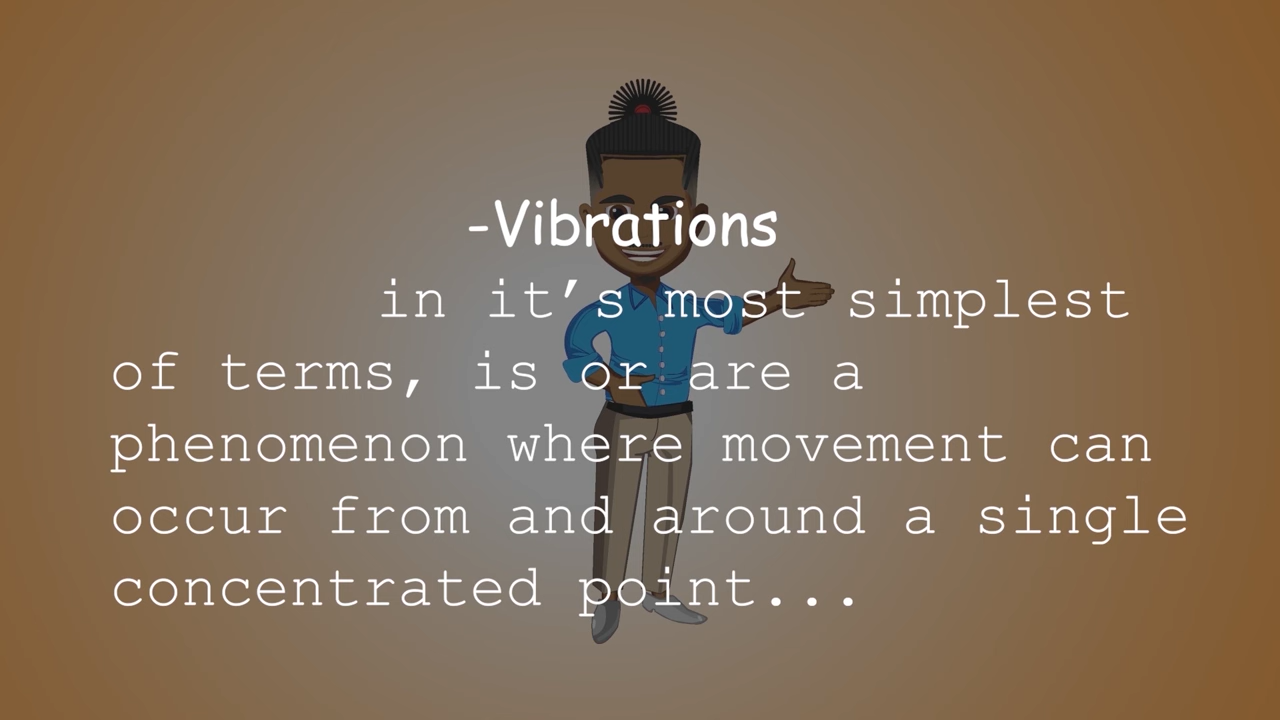 -Vibrations
in it’s most simplest
of terms, is or are a
phenomenon where movement can
occur from and around a single
concentrated point...